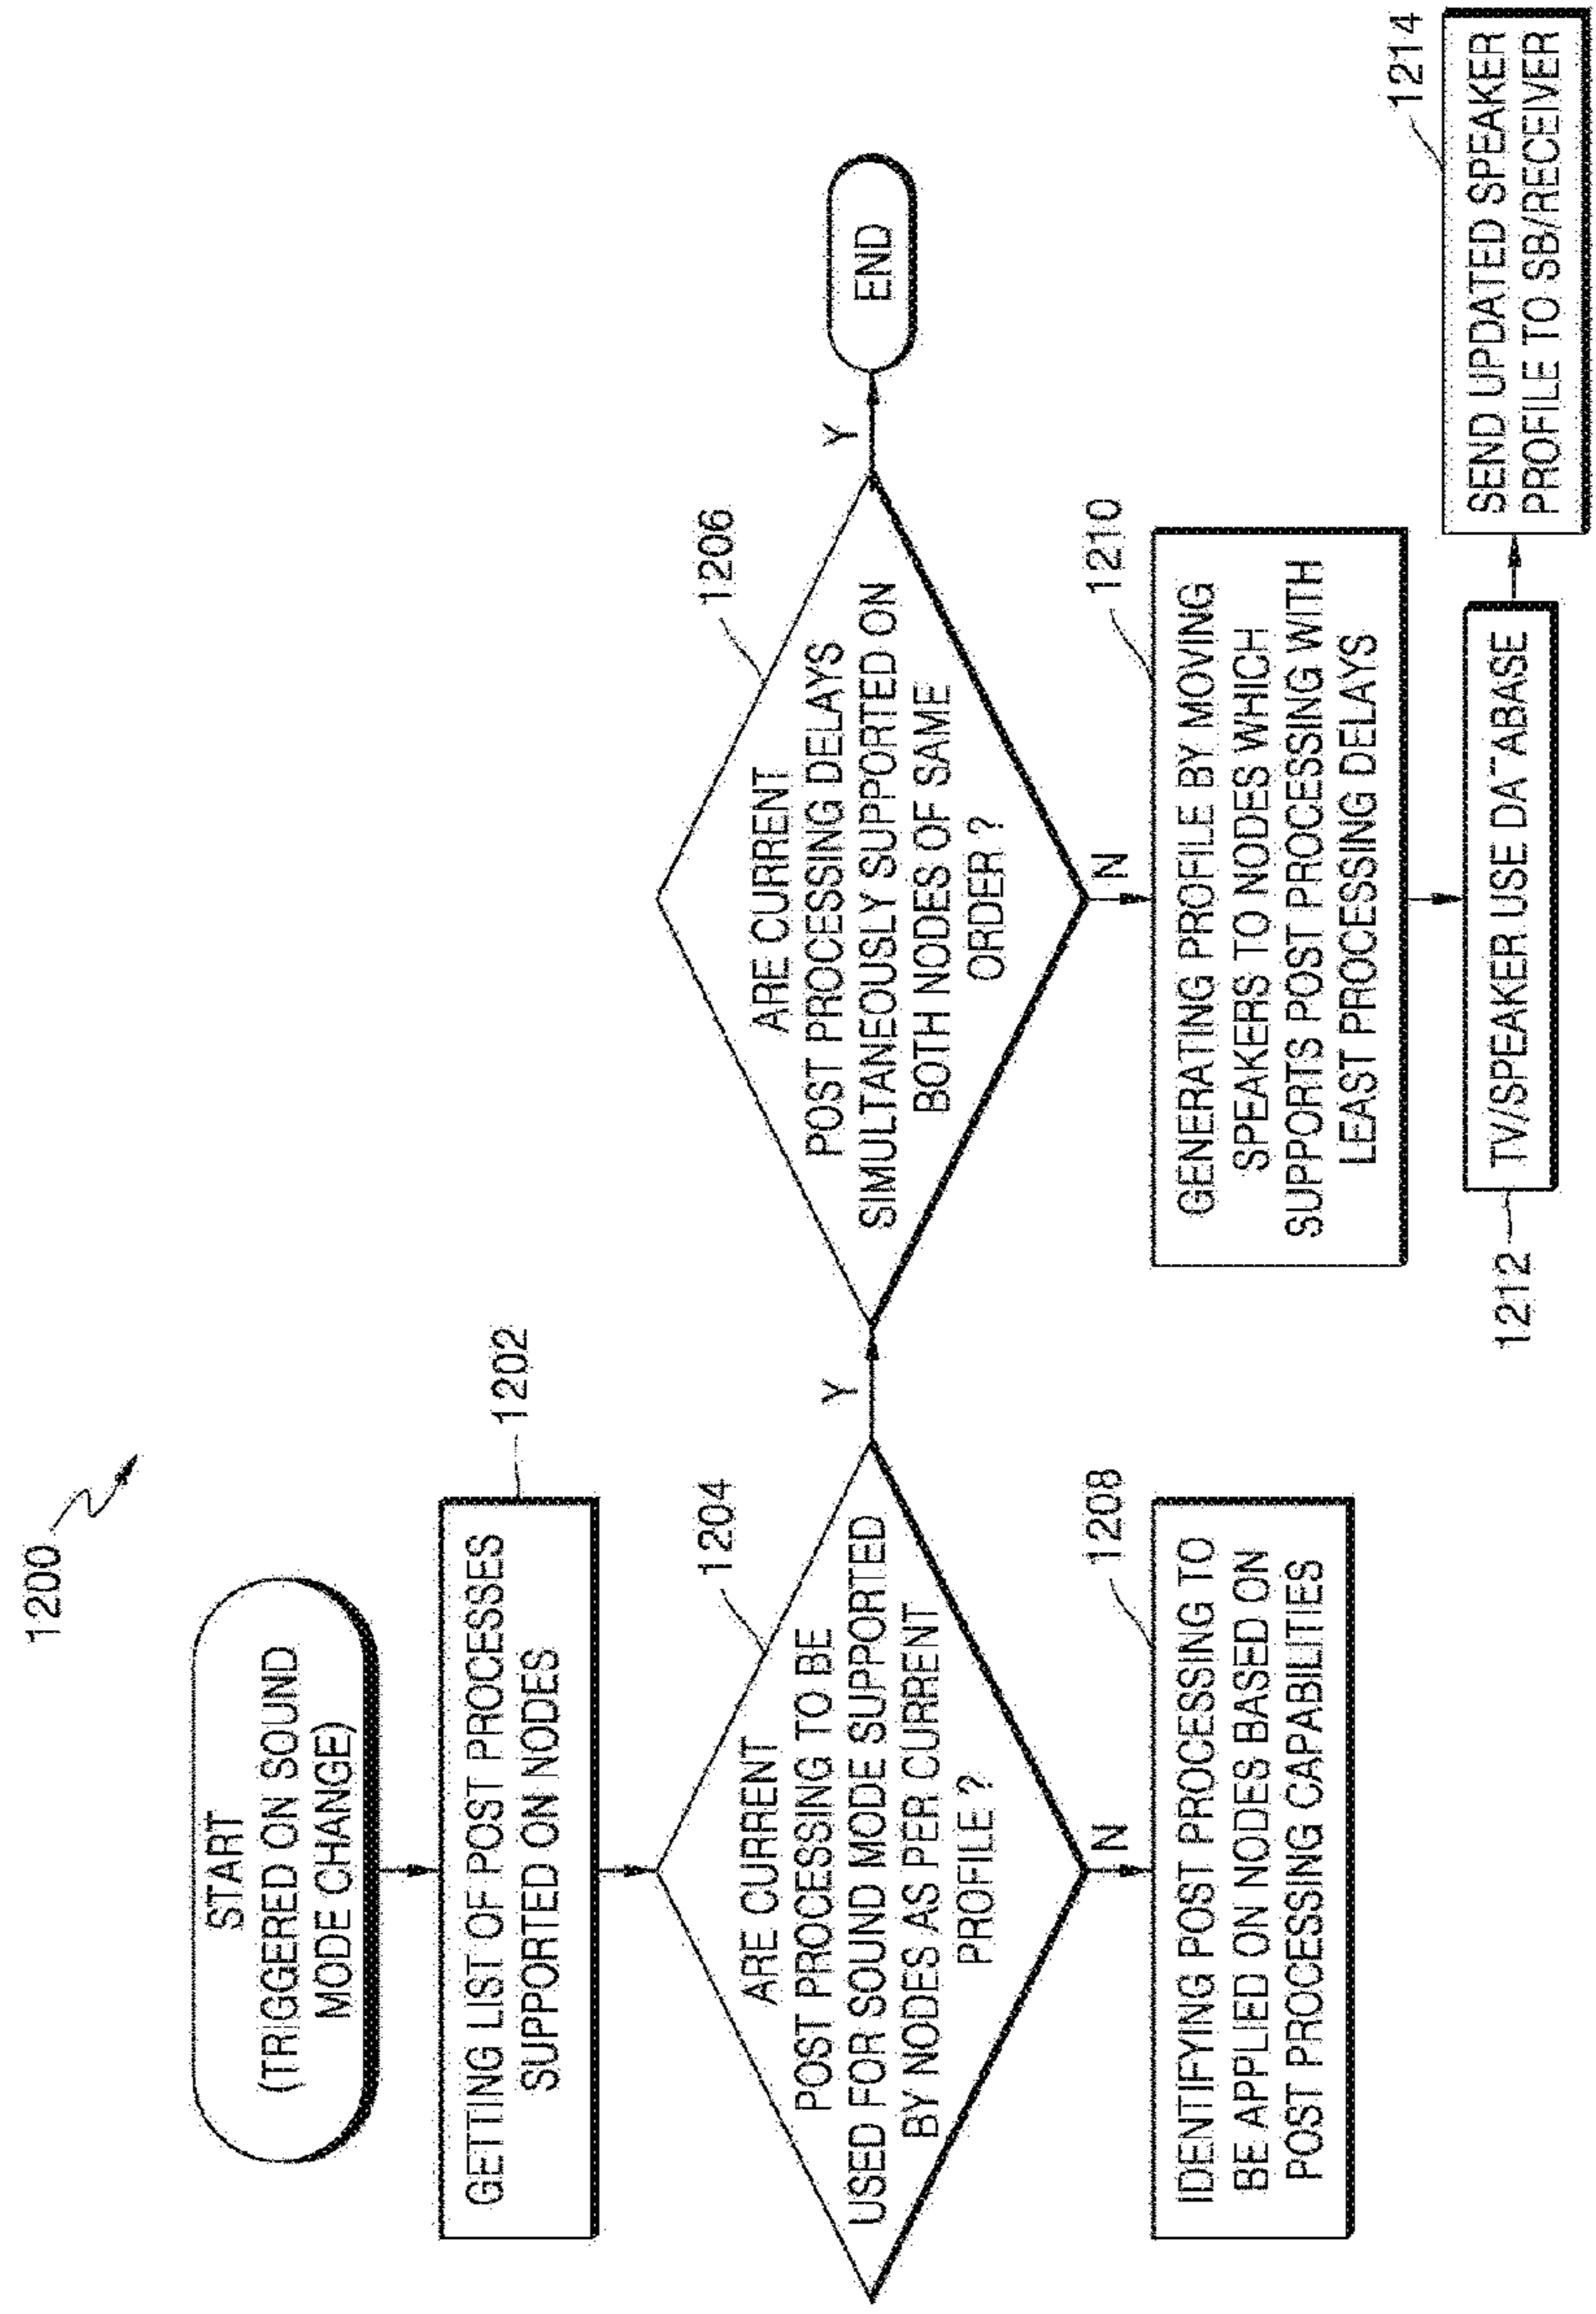 1200
START
(TRIGGERED ON SOUND
MODE CHANGE)
1202
GETTING LIST OF POST PROCESSES
SUPPORTED ON NODES
1204
ARE CURRENT
POST PROCESSING TO BE
USED FOR SOUND MODE SUPPORTED
BY NODES AS PER CURRENT
PROFILE ?
Y
N
1208
IDENTIFYING POST PROCESSING TO
BE APPLIED ON NODES BASED ON
POST PROCESSING CAPABILITIES
1206
ARE CURRENT
POST PROCESSING DELAYS
SIMULTANEOUSLY SUPPORTED ON
BOTH NODES OF SAME
ORDER ?
Y
END
N
1210
GENERATING PROFILE BY MOVING
SPEAKERS TO NODES WHICH
SUPPORTS POST PROCESSING WITH
LEAST PROCESSING DELAYS
1212
TV/SPEAKER USE DATABASE
1214
SEND UPDATED SPEAKER
PROFILE TO SB/RECEIVER